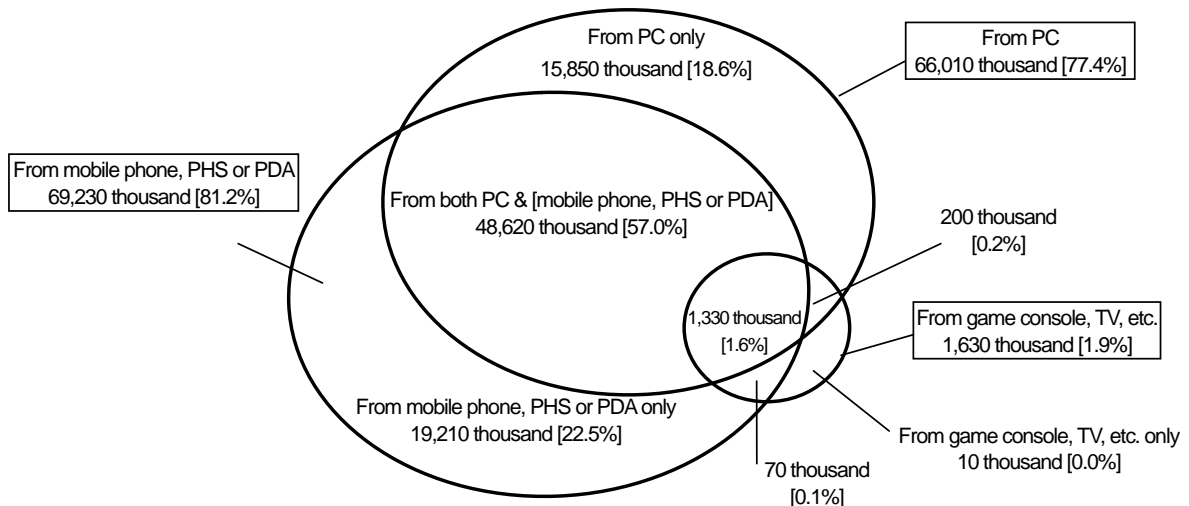 From PC only
15,850 thousand [18.6%]
From PC
66,010 thousand [77.4%]
From mobile phone, PHS or PDA
69,230 thousand [81.2%]
From both PC & [mobile phone, PHS or PDA]
48,620 thousand [57.0%]
200 thousand
[0.2%]
1,330 thousand
[1.6%]
From game console, TV, etc.
1,630 thousand [1.9%]
From mobile phone, PHS or PDA only
19,210 thousand [22.5%]
From game console, TV, etc. only
10 thousand [0.0%]
70 thousand
[0.1%]